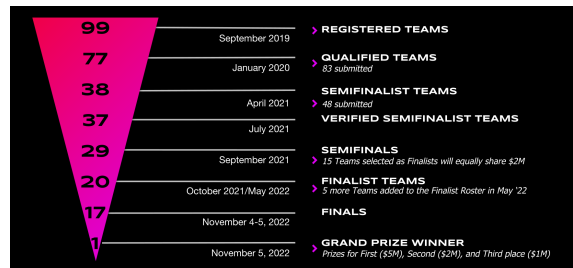 99
September 2019
REGISTERED TEAMS
77
January 2020
QUALIFIED TEAMS
83 submitted
38
April 2021
SEMIFINALIST TEAMS
48 submitted
37
July 2021
VERIFIED SEMIFINALIST TEAMS
29
September 2021
SEMIFINALS
15 Teams selected as Finalists will equally share $2M
20
October 2021/May 2022
FINALIST TEAMS
5 more Teams added to the Finalist Roster in May '22
17
November 4-5, 2022
FINALS
1
November 5, 2022
GRAND PRIZE WINNER
Prizes for First ($5M), Second ($2M), and Third place ($1M)